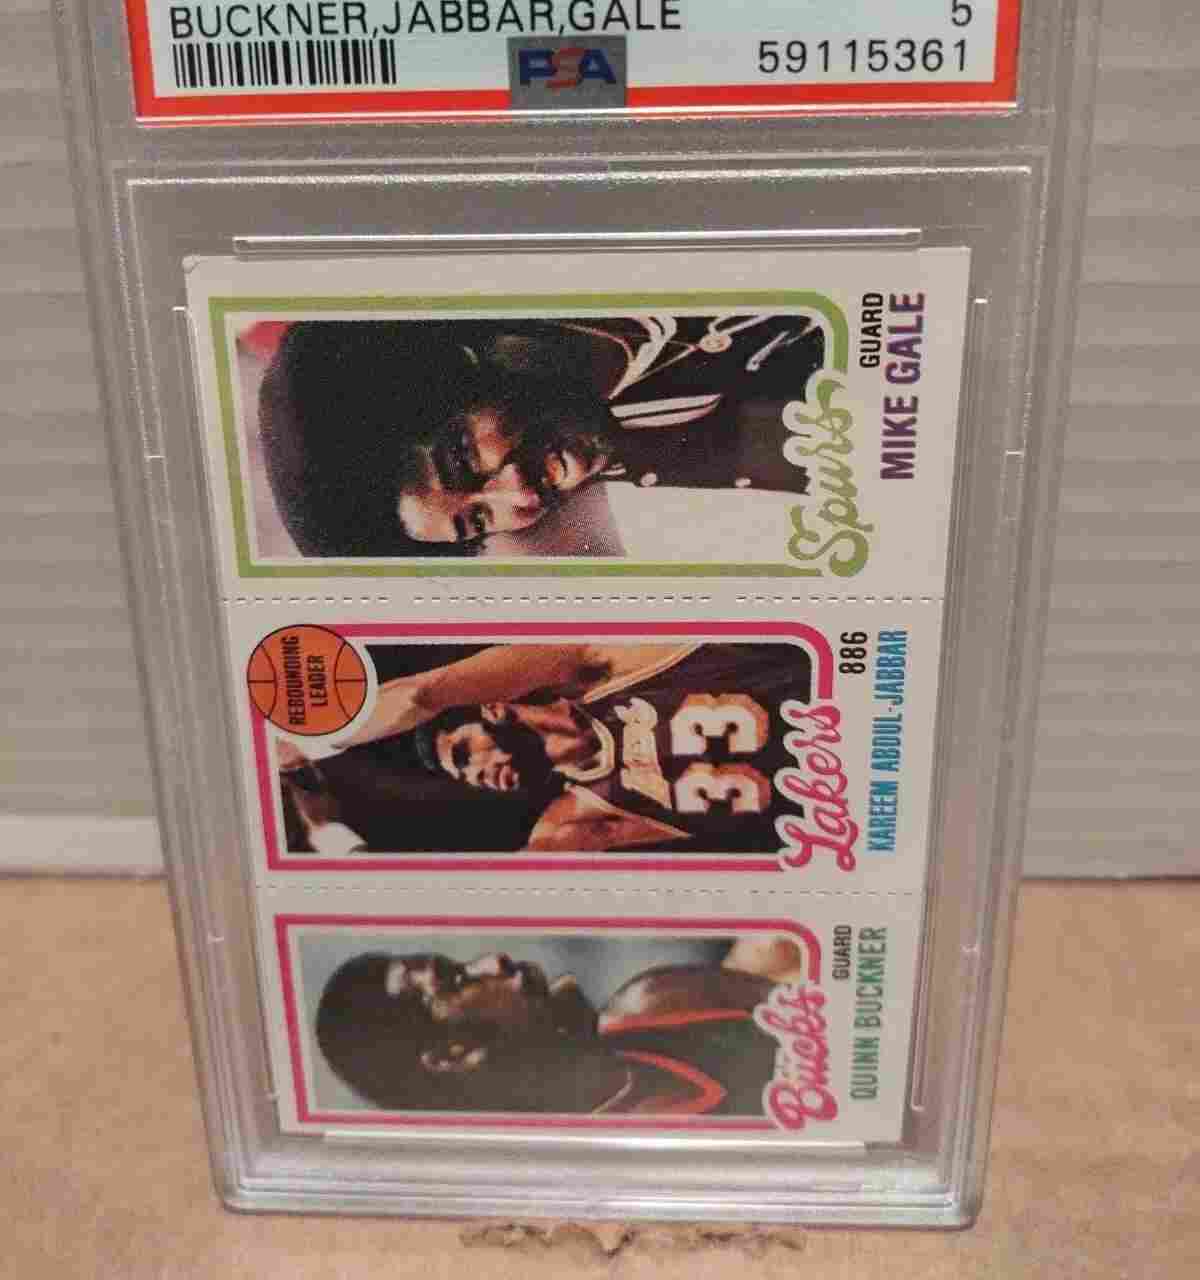 BUCKNER,JABBAR,GALE
5
PSA
59115361
GUARD
MIKE GALE
Spurs
REBOUNDING
LEADER
886
KAREEM ABDUL-JABBAR
Lakers
33
GUARD
QUINN BUCKNER
Bucks